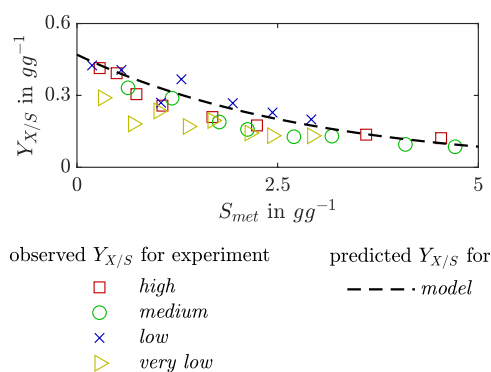 0.6
0.3
0
Y_{X/S} in gg^{-1}
0 2.5 5
S_{met} in gg^{-1}
observed Y_{X/S} for experiment predicted Y_{X/S} for
high model
medium
low
very low